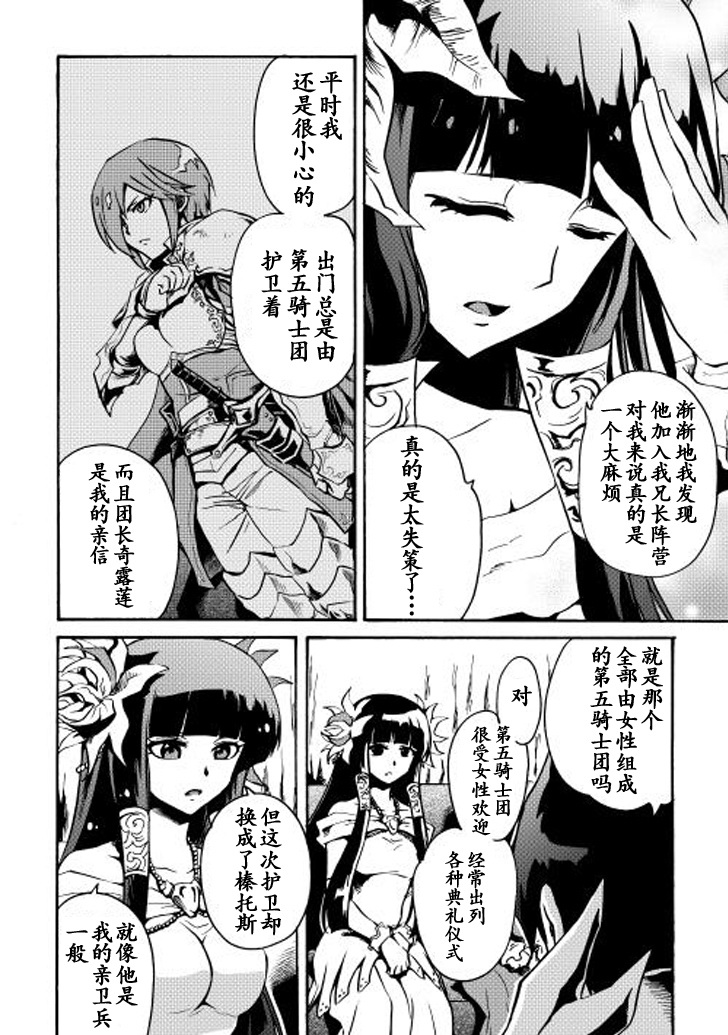 渐渐地我发现
他加入我兄长阵营
对我来说真的是
一个大麻烦
真的是
太失策了…
平时我
还是很小心的
出门总是由
第五骑士团
护卫着
而且团长奇露莲
是我的亲信
就是那个
全部由女性组成
的第五骑士团吗
对
第五骑士团
很受女性欢迎
经常出列
各种典礼仪式
但这次护卫却
换成了榛托斯
就像他是
我的亲卫兵
一般